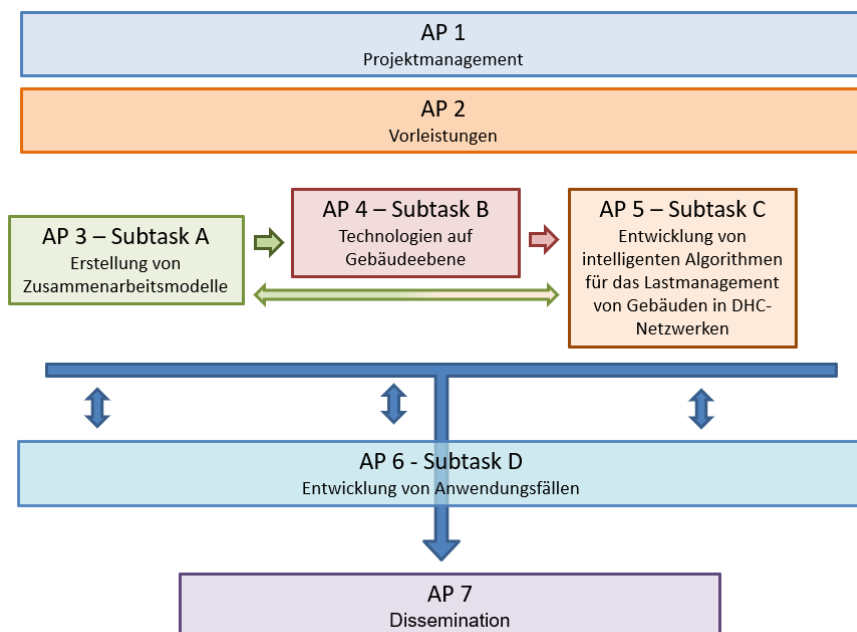 AP 1
Projektmanagement
AP 2
Vorleistungen
AP 3 – Subtask A
Erstellung von
Zusammenarbeitsmodelle
AP 4 – Subtask B
Technologien auf
Gebäudeebene
AP 5 – Subtask C
Entwicklung von
intelligenten Algorithmen
für das Lastmanagement
von Gebäuden in DHC-
Netzwerken
AP 6 - Subtask D
Entwicklung von Anwendungsfällen
AP 7
Dissemination